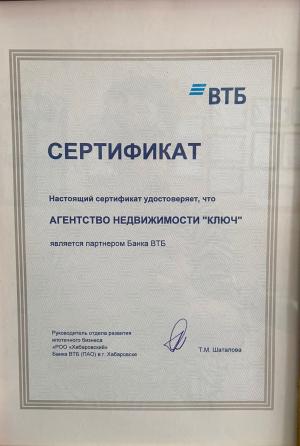 ВТБ
СЕРТИФИКАТ
Настоящий сертификат удостоверяет, что
АГЕНТСТВО НЕДВИЖИМОСТИ "КЛЮЧ"
является партнером Банка ВТБ
Руководитель отдела развития
ипотечного бизнеса
«РОО «Хабаровский»
Банка ВТБ (ПАО) в г. Хабаровске
Т.М. Шаталова